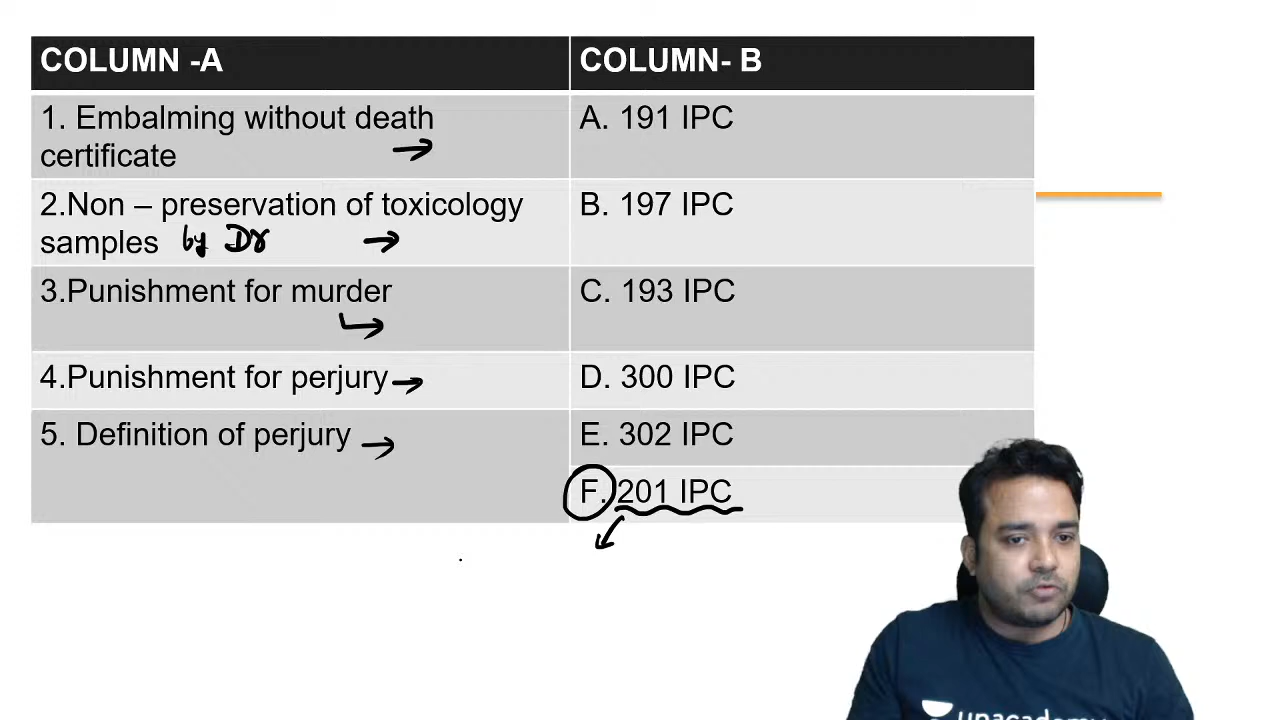 COLUMN -A
COLUMN- B
1. Embalming without death
certificate
A. 191 IPC
2.Non – preservation of toxicology
samples by Dr
B. 197 IPC
3.Punishment for murder
C. 193 IPC
4.Punishment for perjury
D. 300 IPC
5. Definition of perjury
E. 302 IPC
F. 201 IPC
unacademy